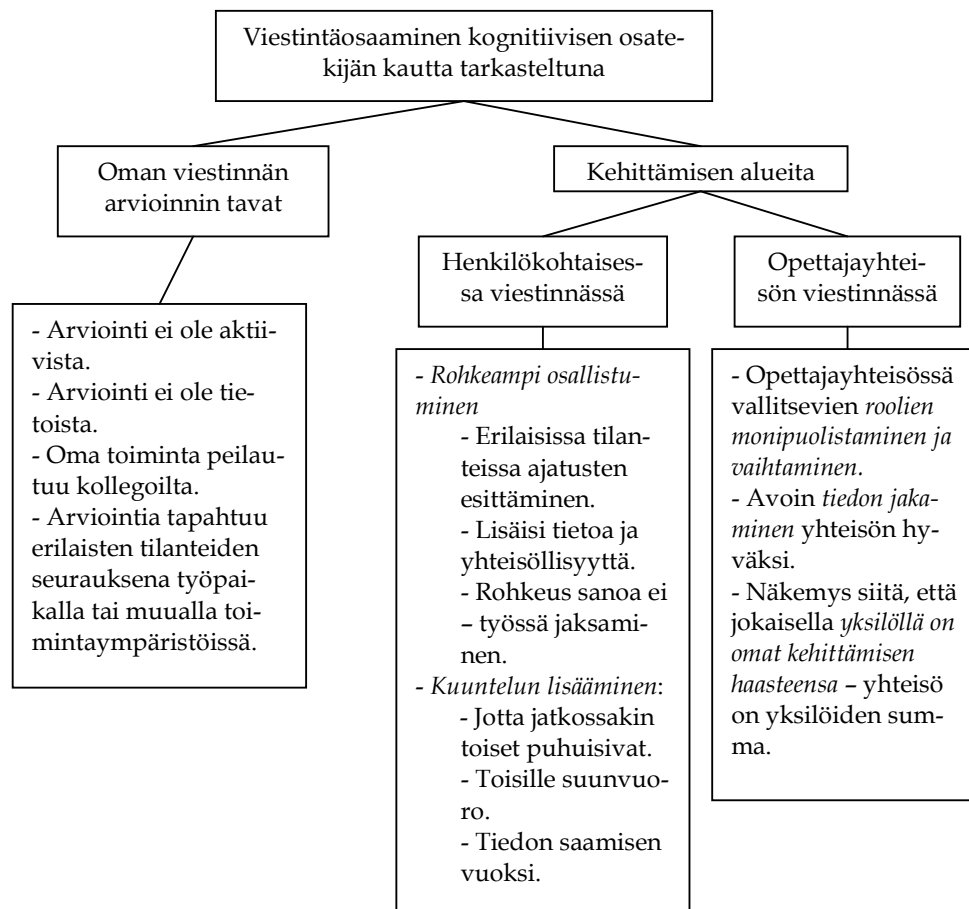 Viestintäosaaminen kognitiivisen osate-
kijän kautta tarkasteltuna
Oman viestinnän
arvioinnin tavat
Kehittämisen alueita
Henkilökohtaises-
sa viestinnässä
Opettajayhtei-
sön viestinnässä
- Arviointi ei ole aktii-
vista.
- Arviointi ei ole tie-
toista.
- Oma toiminta peilau-
tuu kollegoilta.
- Arviointia tapahtuu
erilaisten tilanteiden
seurauksena työpai-
kalla tai muualla toi-
mintaympäristöissä.
- Rohkeampi osallistu-
minen
- Erilaisissa tilan-
teissa ajatusten
esittäminen.
- Lisäisi tietoa ja
yhteisöllisyyttä.
- Rohkeus sanoa ei
– työssä jaksami-
nen.
- Kuuntelun lisääminen:
- Jotta jatkossakin
toiset puhuisivat.
- Toisille suunvuo-
ro.
- Tiedon saamisen
vuoksi.
- Opettajayhteisössä
vallitsevien roolien
monipuolistaminen ja
vaihtaminen.
- Avoin tiedon jaka-
minen yhteisön hy-
väksi.
- Näkemys siitä, että
jokaisella yksilöllä on
omat kehittämisen
haasteensa – yhteisö
on yksilöiden sum-
ma.